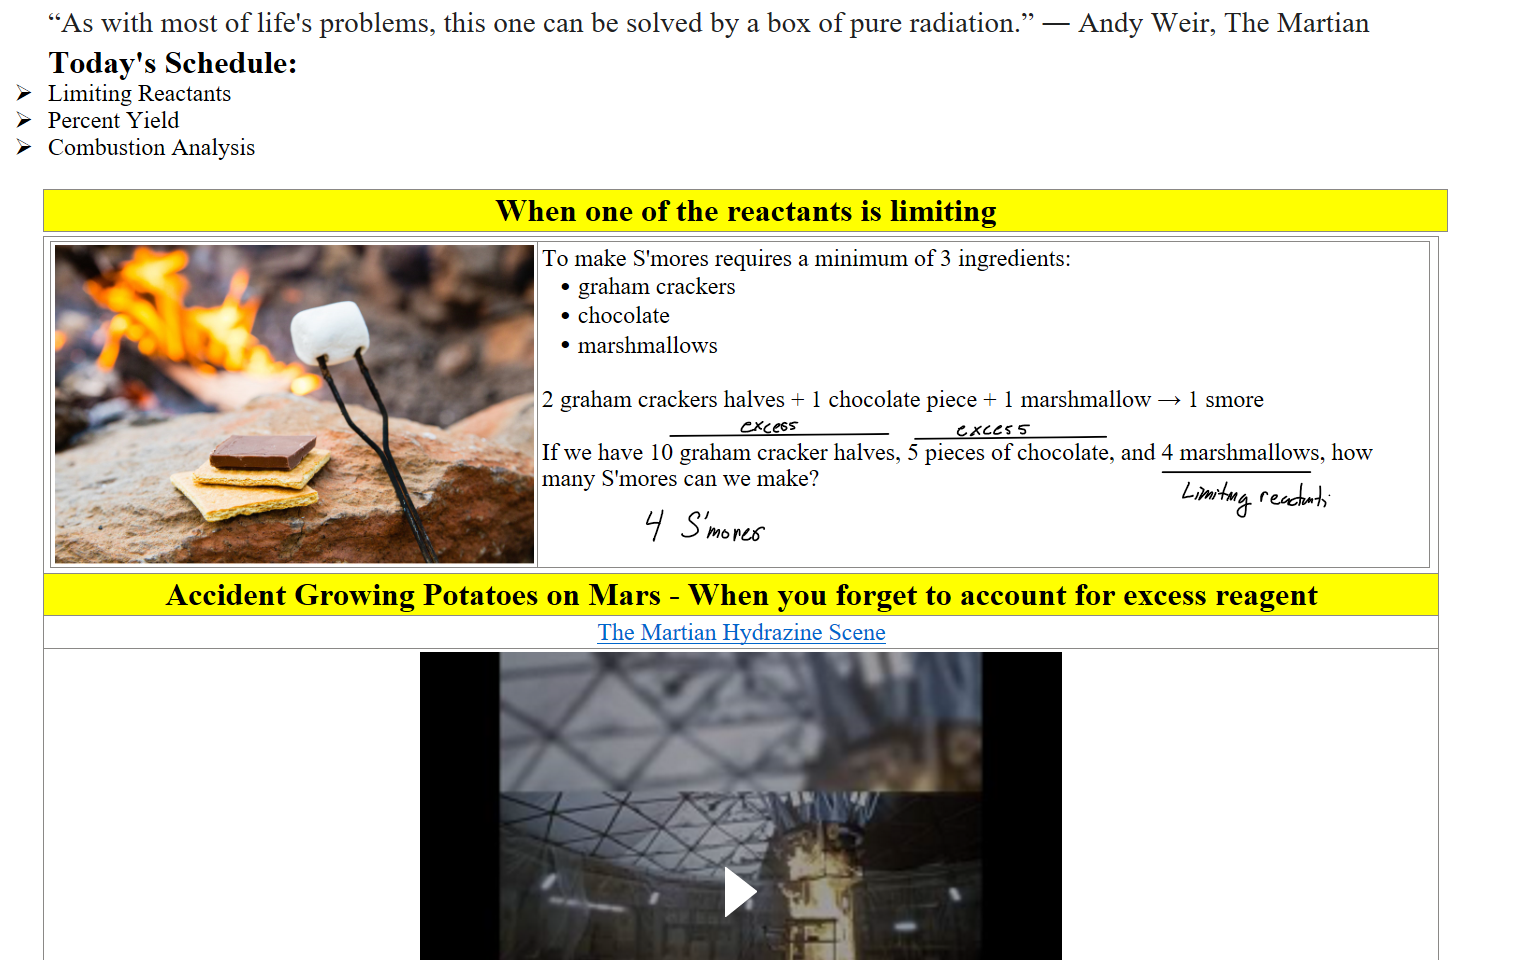 “As with most of life's problems, this one can be solved by a box of pure radiation.” — Andy Weir, The Martian
Today's Schedule:
➢ Limiting Reactants
➢ Percent Yield
➢ Combustion Analysis
When one of the reactants is limiting
To make S'mores requires a minimum of 3 ingredients:
• graham crackers
• chocolate
• marshmallows
2 graham crackers halves + 1 chocolate piece + 1 marshmallow → 1 smore
excess excess
If we have 10 graham cracker halves, 5 pieces of chocolate, and 4 marshmallows, how
many S'mores can we make?
Limiting
4 S'mores
Accident Growing Potatoes on Mars - When you forget to account for excess reagent
The Martian Hydrazine Scene